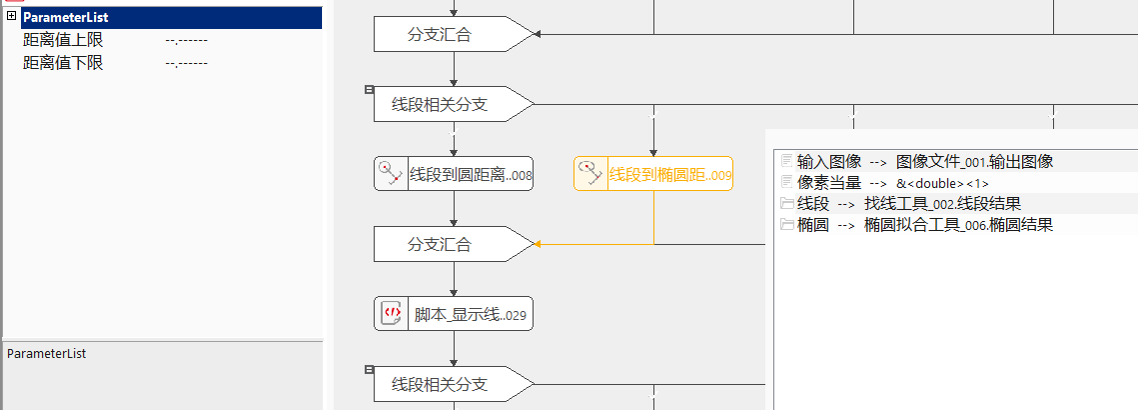 ParameterList
距离值上限 --.------
距离值下限 --.------
ParameterList
分支汇合
线段相关分支
线段到圆距离..008
线段到椭圆距..009
分支汇合
脚本_显示线..029
线段相关分支
输入图像 --> 图像文件_001.输出图像
像素当量 --> &<double><1>
线段 --> 找线工具_002.线段结果
椭圆 --> 椭圆拟合工具_006.椭圆结果